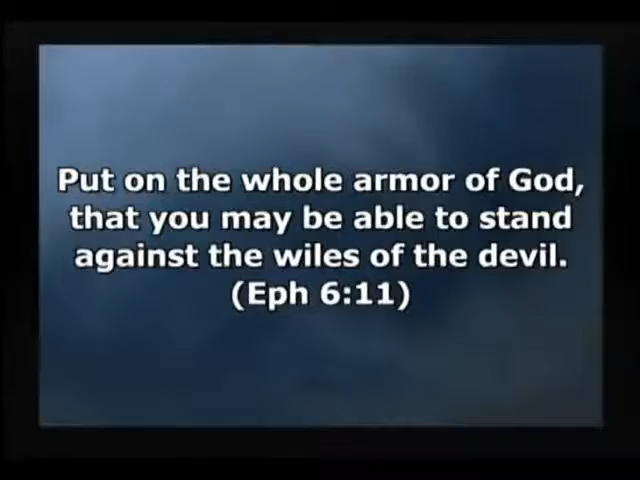 Put on the whole armor of God,
that you may be able to stand
against the wiles of the devil.
(Eph 6:11)